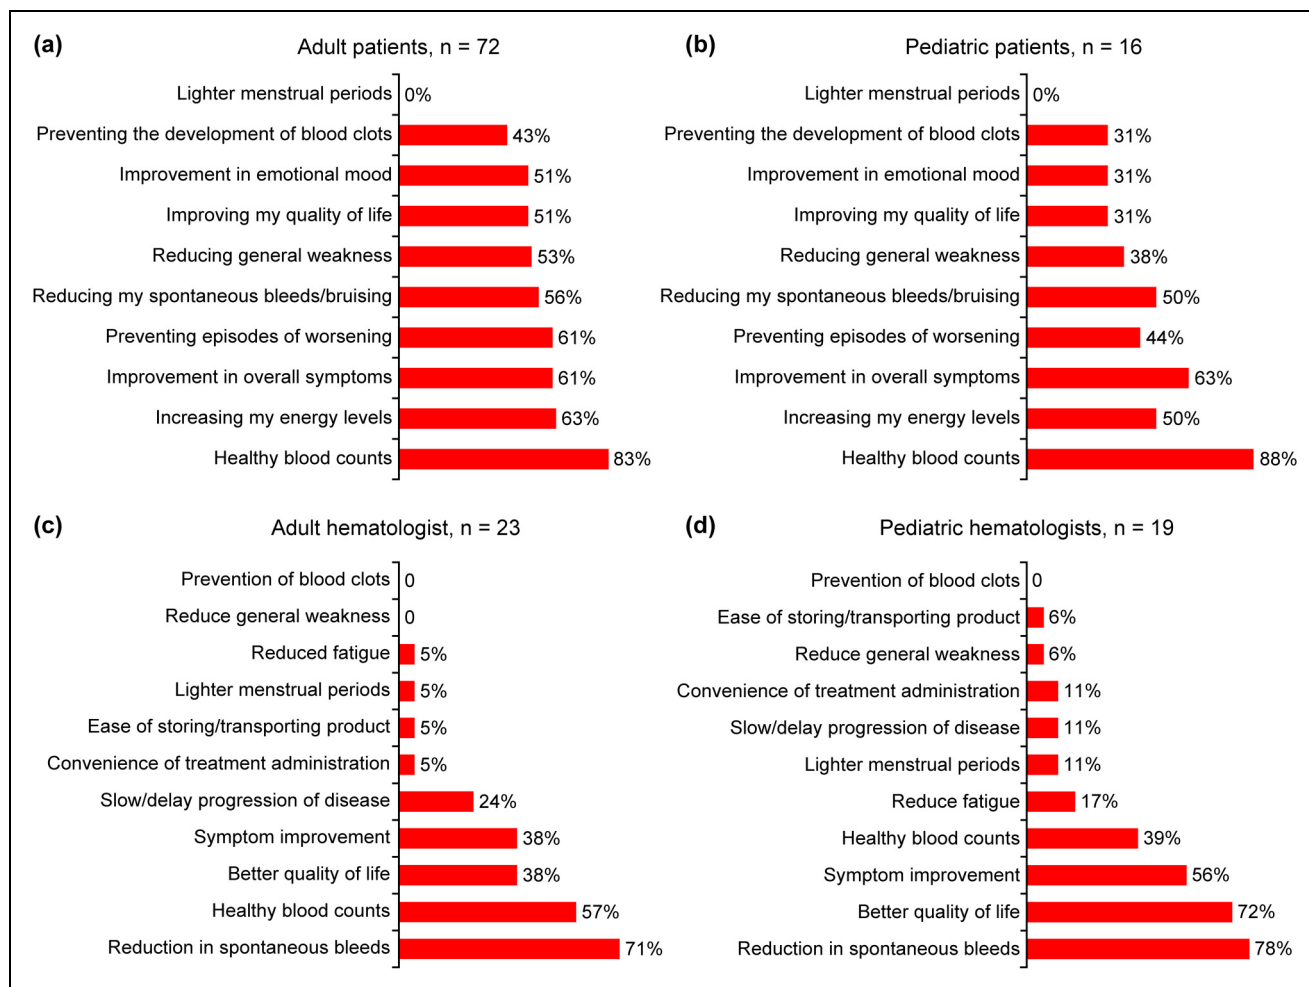 (a) Adult patients, n = 72
Lighter menstrual periods 0%
Preventing the development of blood clots 43%
Improvement in emotional mood 51%
Improving my quality of life 51%
Reducing general weakness 53%
Reducing my spontaneous bleeds/bruising 56%
Preventing episodes of worsening 61%
Improvement in overall symptoms 61%
Increasing my energy levels 63%
Healthy blood counts 83%
(b) Pediatric patients, n = 16
Lighter menstrual periods 0%
Preventing the development of blood clots 31%
Improvement in emotional mood 31%
Improving my quality of life 31%
Reducing general weakness 38%
Reducing my spontaneous bleeds/bruising 50%
Preventing episodes of worsening 44%
Improvement in overall symptoms 63%
Increasing my energy levels 50%
Healthy blood counts 88%
(c) Adult hematologist, n = 23
Prevention of blood clots 0
Reduce general weakness 0
Reduced fatigue 5%
Lighter menstrual periods 5%
Ease of storing/transporting product 5%
Convenience of treatment administration 5%
Slow/delay progression of disease 24%
Symptom improvement 38%
Better quality of life 38%
Healthy blood counts 57%
Reduction in spontaneous bleeds 71%
(d) Pediatric hematologists, n = 19
Prevention of blood clots 0
Ease of storing/transporting product 6%
Reduce general weakness 6%
Convenience of treatment administration 11%
Slow/delay progression of disease 11%
Lighter menstrual periods 11%
Reduce fatigue 17%
Healthy blood counts 39%
Symptom improvement 56%
Better quality of life 72%
Reduction in spontaneous bleeds 78%